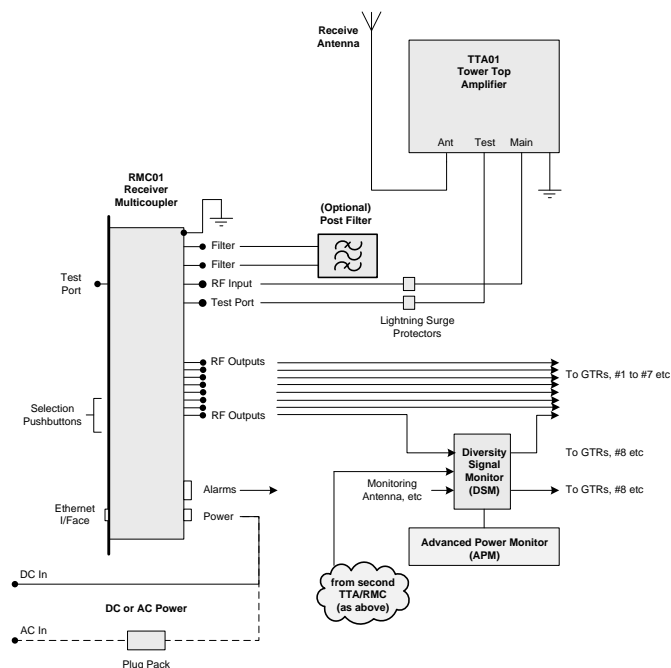 Receive
Antenna
TTA01
Tower Top
Amplifier
Ant Test Main
RMC01
Receiver
Multicoupler
(Optional)
Post Filter
Filter
Filter
RF Input
Test Port
Test
Port
Lightning Surge
Protectors
RF Outputs
To GTRs, #1 to #7 etc
Selection
Pushbuttons
RF Outputs
Diversity
Signal
Monitor
(DSM)
To GTRs, #8 etc
Monitoring
Antenna, etc
To GTRs, #8 etc
Alarms
Ethernet
I/Face
Power
Advanced Power Monitor
(APM)
from second
TTA/RMC
(as above)
DC In
DC or AC Power
AC In
Plug Pack